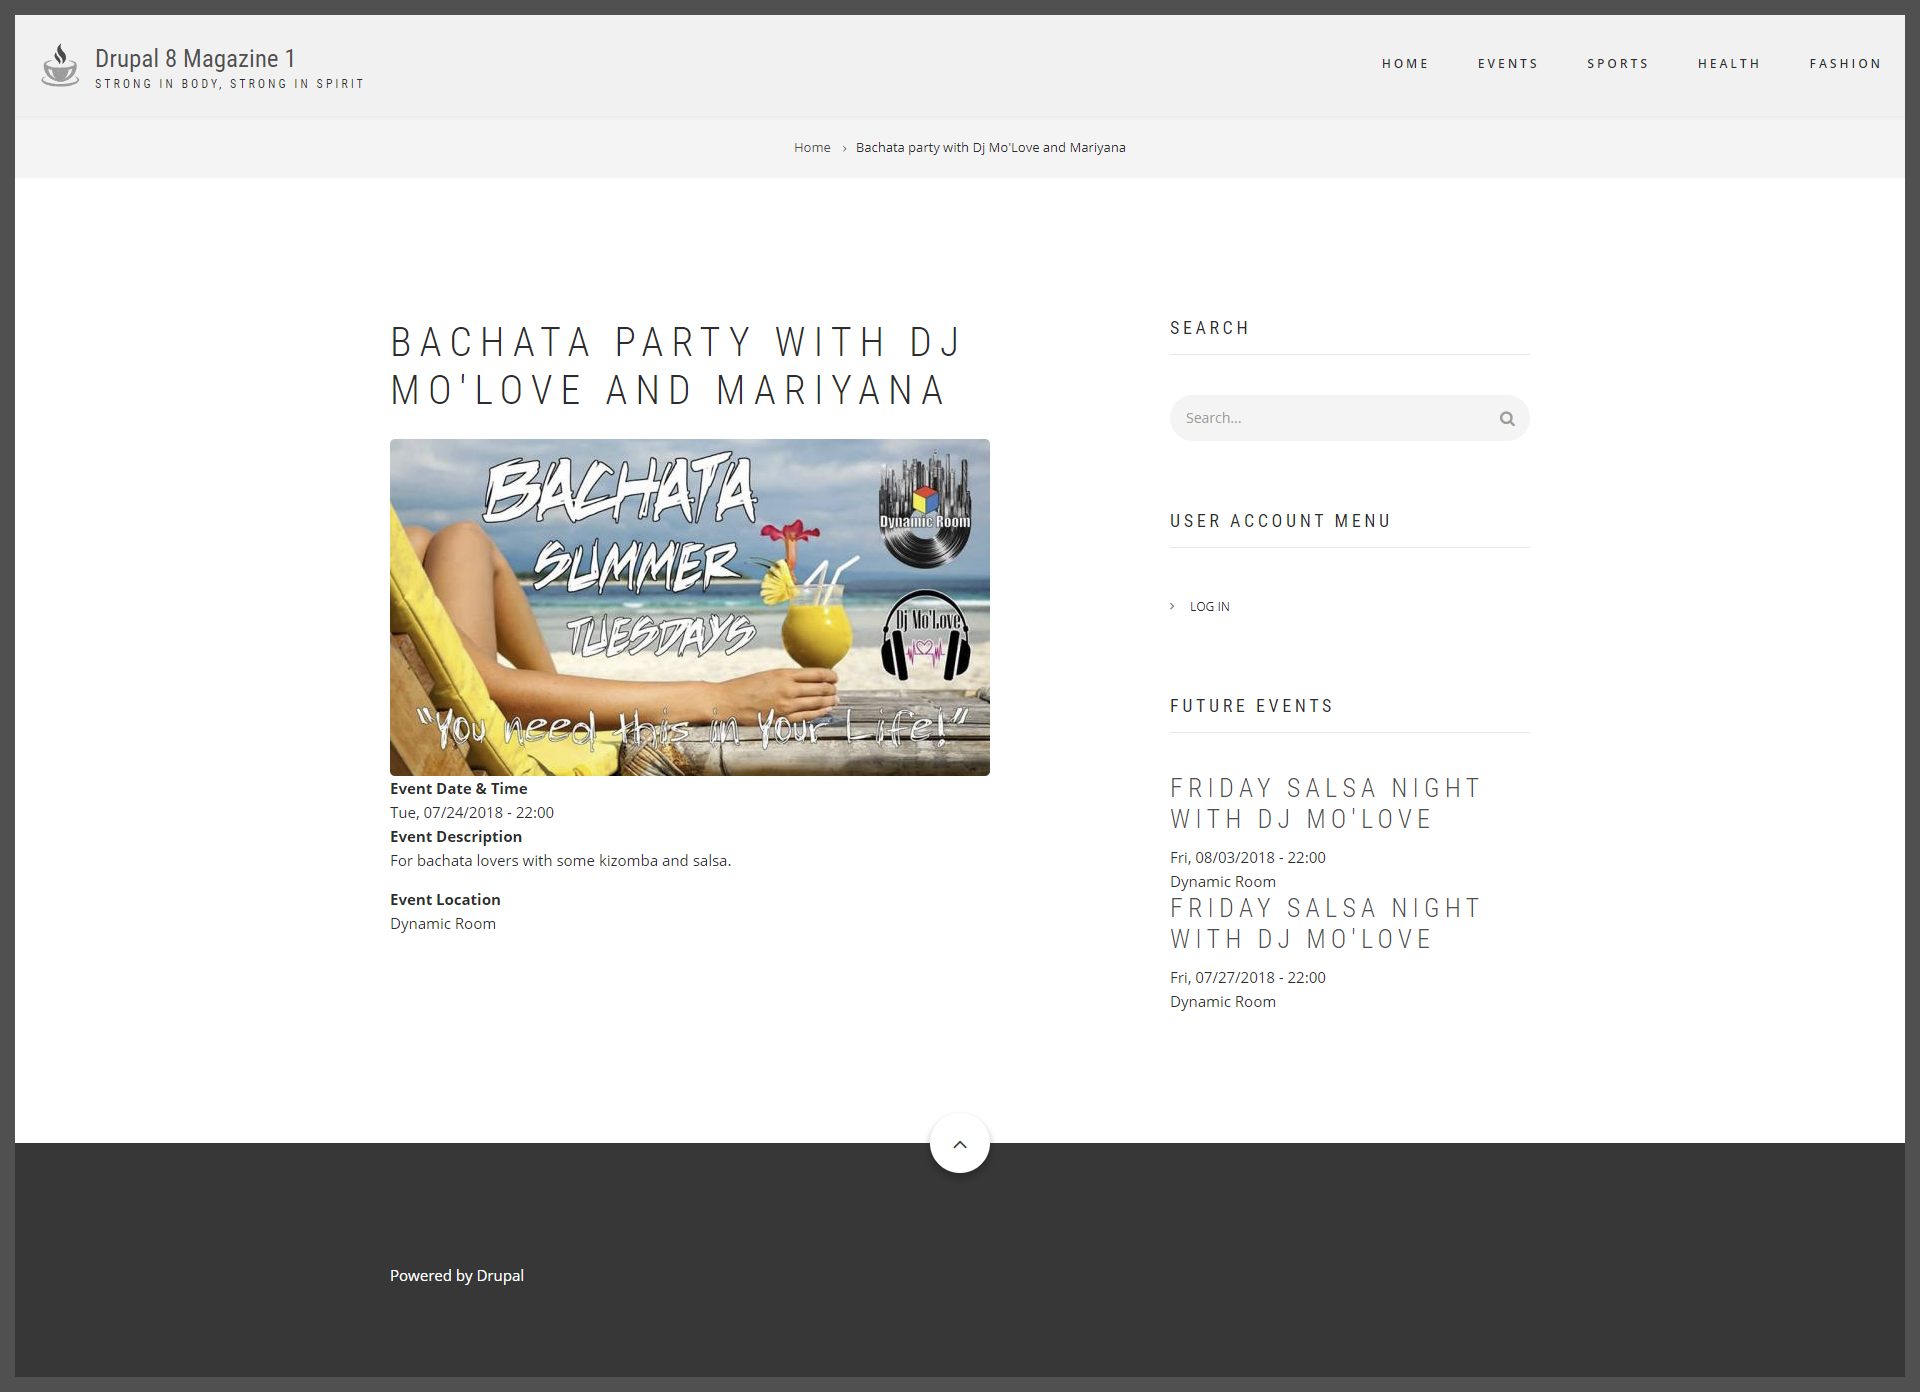 Drupal 8 Magazine 1
STRONG IN BODY, STRONG IN SPIRIT
HOME EVENTS SPORTS HEALTH FASHION
Home › Bachata party with Dj Mo'Love and Mariyana
BACHATA PARTY WITH DJ
MO'LOVE AND MARIYANA
BACHATA
SUMMER
TUESDAYS
Dynamic Room
Dj Mo'Love
"You need this in Your Life!"
Event Date & Time
Tue, 07/24/2018 - 22:00
Event Description
For bachata lovers with some kizomba and salsa.
Event Location
Dynamic Room
SEARCH
Search...
USER ACCOUNT MENU
LOG IN
FUTURE EVENTS
FRIDAY SALSA NIGHT
WITH DJ MO'LOVE
Fri, 08/03/2018 - 22:00
Dynamic Room
FRIDAY SALSA NIGHT
WITH DJ MO'LOVE
Fri, 07/27/2018 - 22:00
Dynamic Room
Powered by Drupal